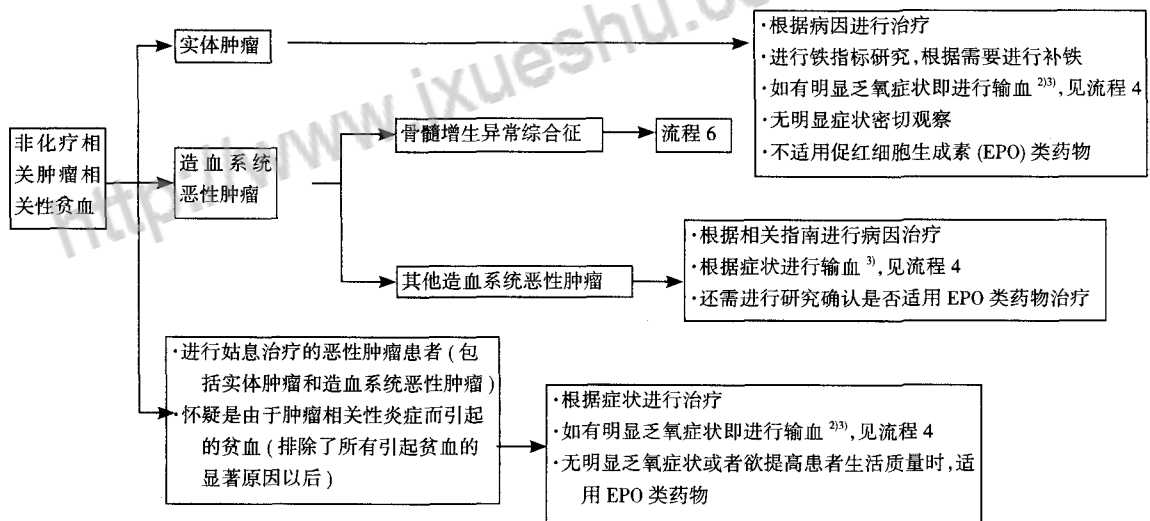 实体肿瘤
·根据病因进行治疗
·进行铁指标研究,根据需要进行补铁
·如有明显乏氧症状即进行输血2)3),见流程 4
·无明显症状密切观察
·不适用促红细胞生成素(EPO)类药物
非化疗相
关肿瘤相
关性贫血
造血系统
恶性肿瘤
骨髓增生异常综合征
流程 6
其他造血系统恶性肿瘤
·根据相关指南进行病因治疗
·根据症状进行输血3),见流程 4
·还需进行研究确认是否适用 EPO 类药物治疗
·进行姑息治疗的恶性肿瘤患者(包
括实体肿瘤和造血系统恶性肿瘤)
·怀疑是由于肿瘤相关性炎症而引起
的贫血(排除了所有引起贫血的
显著原因以后)
·根据症状进行治疗
·如有明显乏氧症状即进行输血2)3),见流程 4
·无明显乏氧症状或者欲提高患者生活质量时,适
用 EPO 类药物
http://www.ixueshu.co